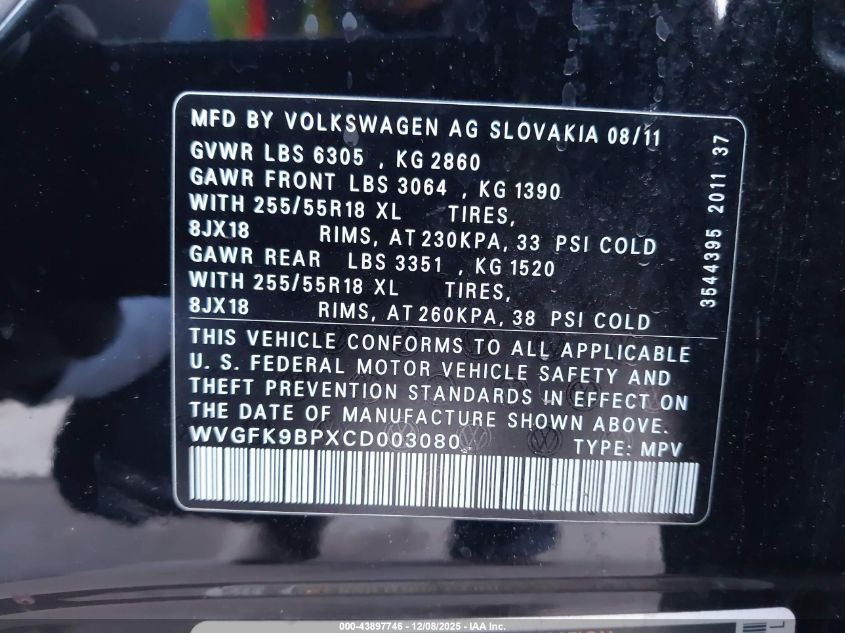 MFD BY VOLKSWAGEN AG SLOVAKIA 08/11
GVWR LBS 6305 , KG 2860
GAWR FRONT LBS 3064 , KG 1390
WITH 255/55R18 XL TIRES,
8JX18 RIMS, AT 230KPA, 33 PSI COLD
GAWR REAR LBS 3351 , KG 1520
WITH 255/55R18 XL TIRES,
8JX18 RIMS, AT 260KPA, 38 PSI COLD
THIS VEHICLE CONFORMS TO ALL APPLICABLE
U. S. FEDERAL MOTOR VEHICLE SAFETY AND
THEFT PREVENTION STANDARDS IN EFFECT ON
THE DATE OF MANUFACTURE SHOWN ABOVE.
WVGFK9BPXCD003080 TYPE: MPV
3544395 2011 37
000-43897746 - 12/08/2025 - IAA Inc.